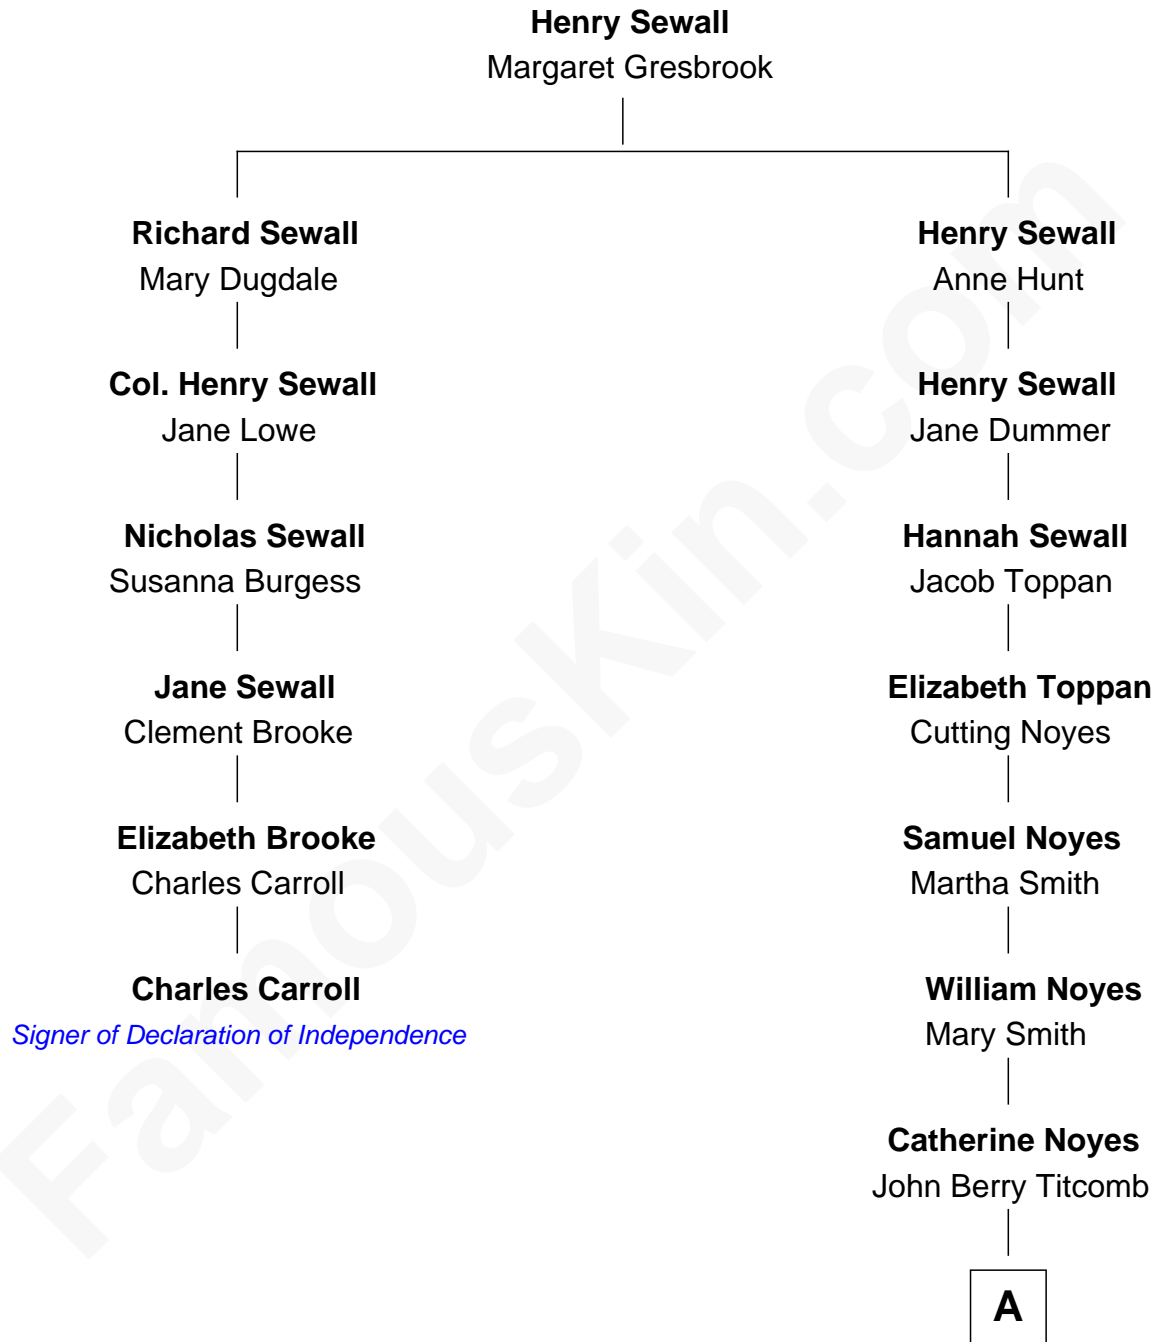 Henry Sewall
Margaret Gresbrook
Richard Sewall
Mary Dugdale
Henry Sewall
Anne Hunt
Col. Henry Sewall
Jane Lowe
Henry Sewall
Jane Dummer
Nicholas Sewall
Susanna Burgess
Hannah Sewall
Jacob Toppan
Jane Sewall
Clement Brooke
Elizabeth Toppan
Cutting Noyes
Elizabeth Brooke
Charles Carroll
Samuel Noyes
Martha Smith
Charles Carroll
Signer of Declaration of Independence
William Noyes
Mary Smith
Catherine Noyes
John Berry Titcomb
A
FamousKin.com